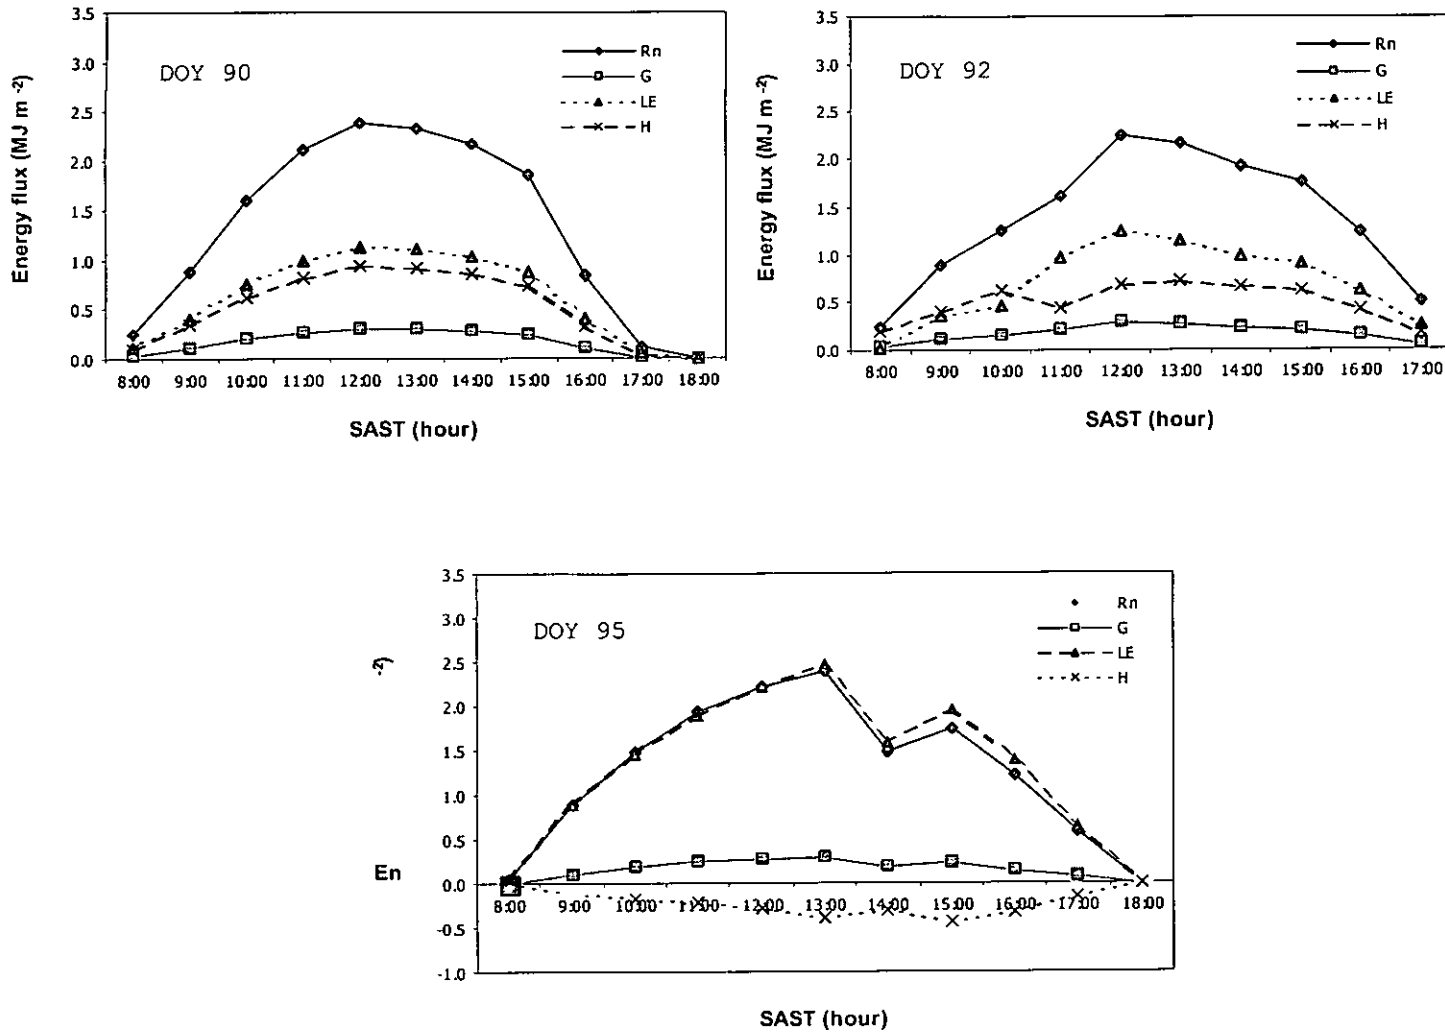 3.5
3.0
2.5
2.0
1.5
1.0
0.5
0.0
Energy flux (MJ m -2)
DOY 90
Rn
G
LE
H
8:00 9:00 10:00 11:00 12:00 13:00 14:00 15:00 16:00 17:00 18:00
SAST (hour)
3.5
3.0
2.5
2.0
1.5
1.0
0.5
0.0
Energy flux (MJ m -2)
DOY 92
Rn
G
LE
H
8:00 9:00 10:00 11:00 12:00 13:00 14:00 15:00 16:00 17:00
SAST (hour)
3.5
3.0
2.5
2.0
1.5
1.0
0.5
0.0
-0.5
-1.0
-2)
En
DOY 95
Rn
G
LE
H
8:00 9:00 10:00 11:00 12:00 13:00 14:00 15:00 16:00 17:00 18:00
SAST (hour)